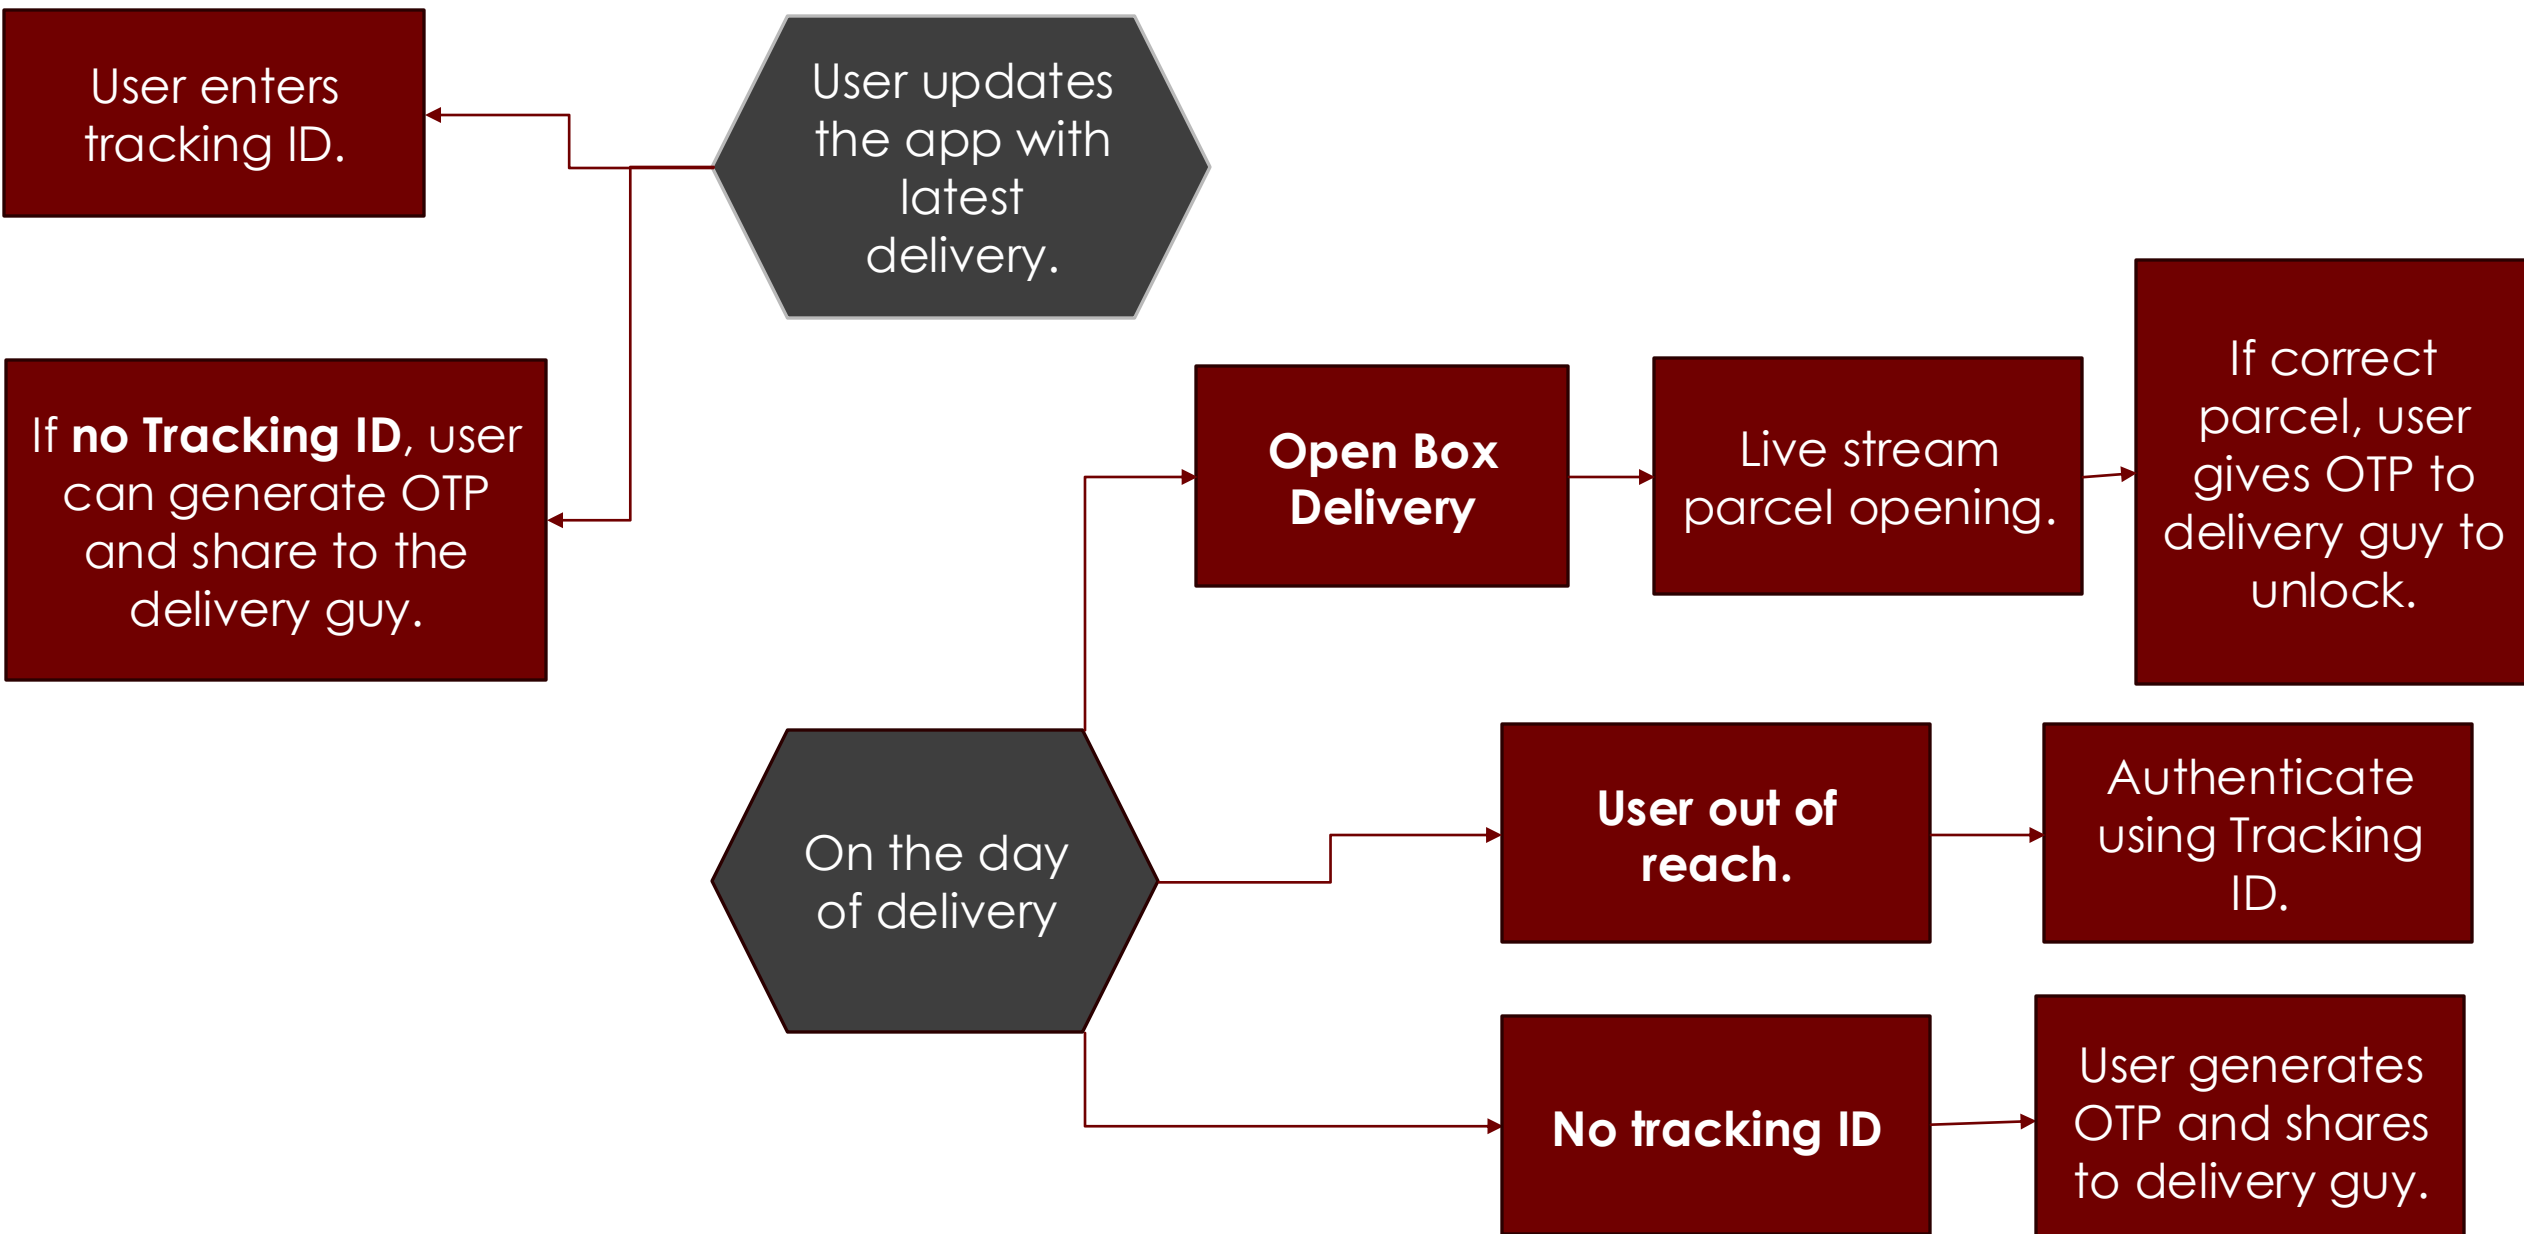 User enters
tracking ID.
User updates
the app with
latest
delivery.
If no Tracking ID, user
can generate OTP
and share to the
delivery guy.
Open Box
Delivery
Live stream
parcel opening.
If correct
parcel, user
gives OTP to
delivery guy to
unlock.
On the day
of delivery
User out of
reach.
Authenticate
using Tracking
ID.
No tracking ID
User generates
OTP and shares
to delivery guy.